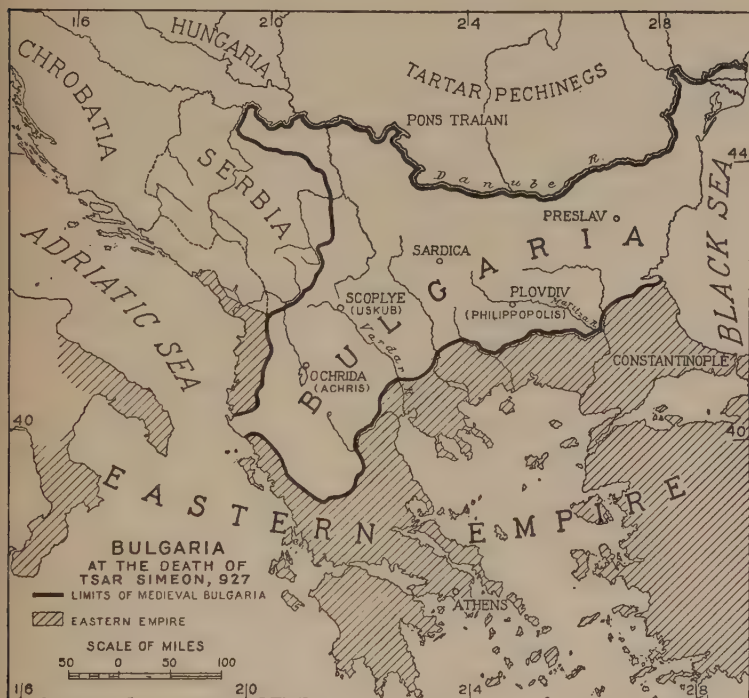 16
20
24
28
HUNGARIA
CHROBATIA
TARTAR PECHINEGS
PONS TRAIANI
44
44
Danube R.
SERBIA
BLACK SEA
PRESLAV
ADRIATIC SEA
SARDICA
BULGARIA
SCOPLYE
(USKUB)
PLOVDIV
(PHILIPPOPOLIS)
Maritza R.
Vardar R.
CONSTANTINOPLE
OCHRIDA
(ACHRIS)
40
40
EASTERN EMPIRE
BULGARIA
AT THE DEATH OF
TSAR SIMEON, 927
LIMITS OF MEDIEVAL BULGARIA
EASTERN EMPIRE
SCALE OF MILES
50 0 50 100
ATHENS
16
20
24
28